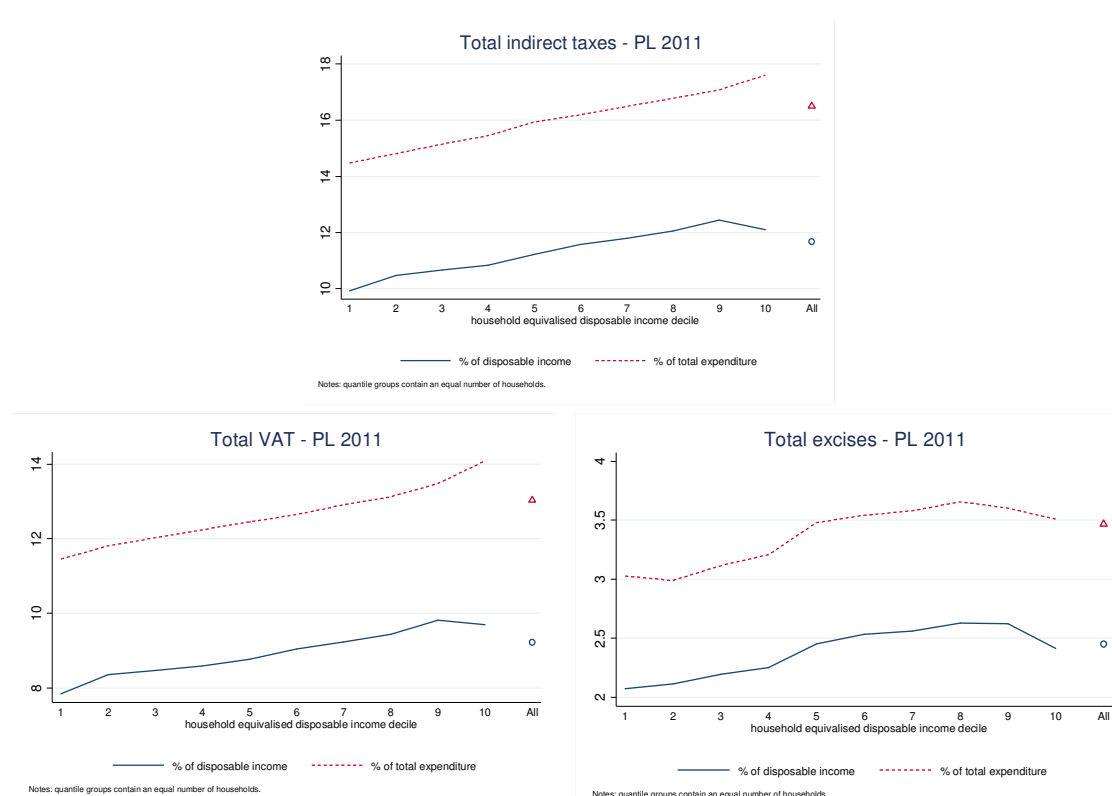 Total indirect taxes - PL 2011
18
16
14
12
10
1 2 3 4 5 6 7 8 9 10 All
household equivalised disposable income decile
% of disposable income % of total expenditure
Notes: quantile groups contain an equal number of households.
Total VAT - PL 2011
14
12
10
8
1 2 3 4 5 6 7 8 9 10 All
household equivalised disposable income decile
% of disposable income % of total expenditure
Notes: quantile groups contain an equal number of households.
Total excises - PL 2011
4
3.5
3
2.5
2
1 2 3 4 5 6 7 8 9 10 All
household equivalised disposable income decile
% of disposable income % of total expenditure
Notes: quantile groups contain an equal number of households.